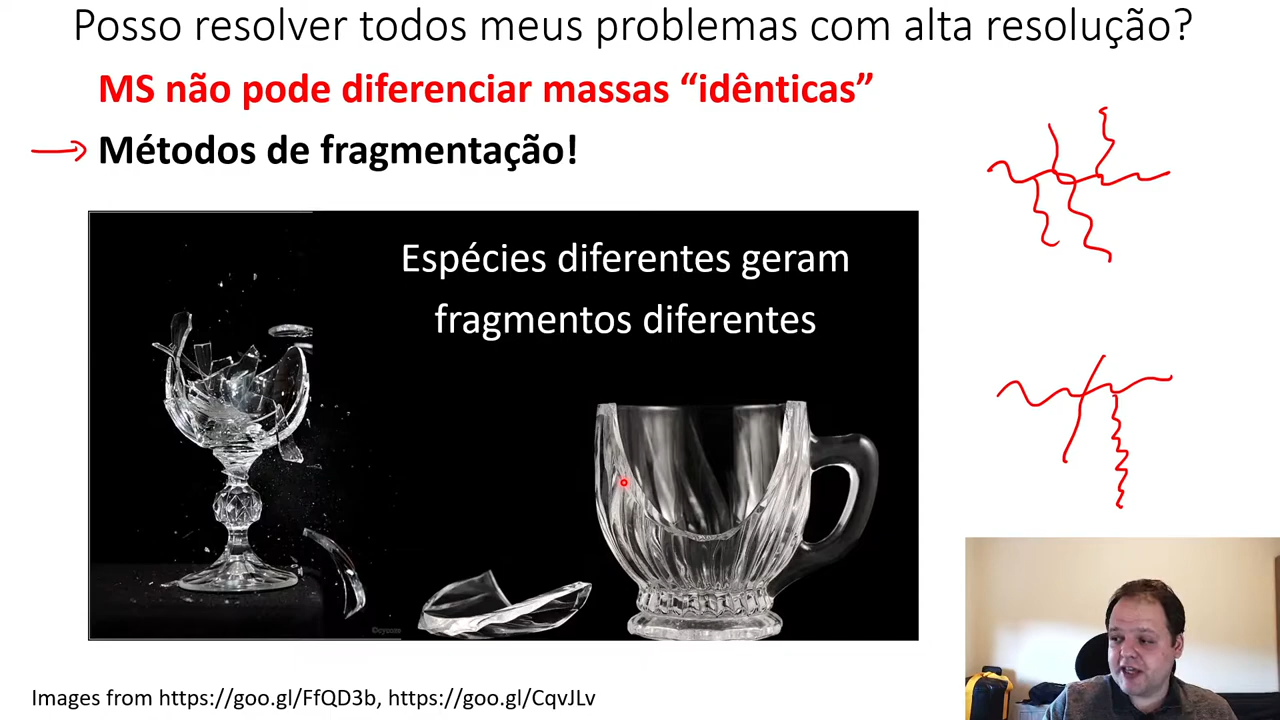 Posso resolver todos meus problemas com alta resolução?
MS não pode diferenciar massas “idênticas”
Métodos de fragmentação!
Espécies diferentes geram
fragmentos diferentes
Images from https://goo.gl/FfQD3b, https://goo.gl/CqvJLv